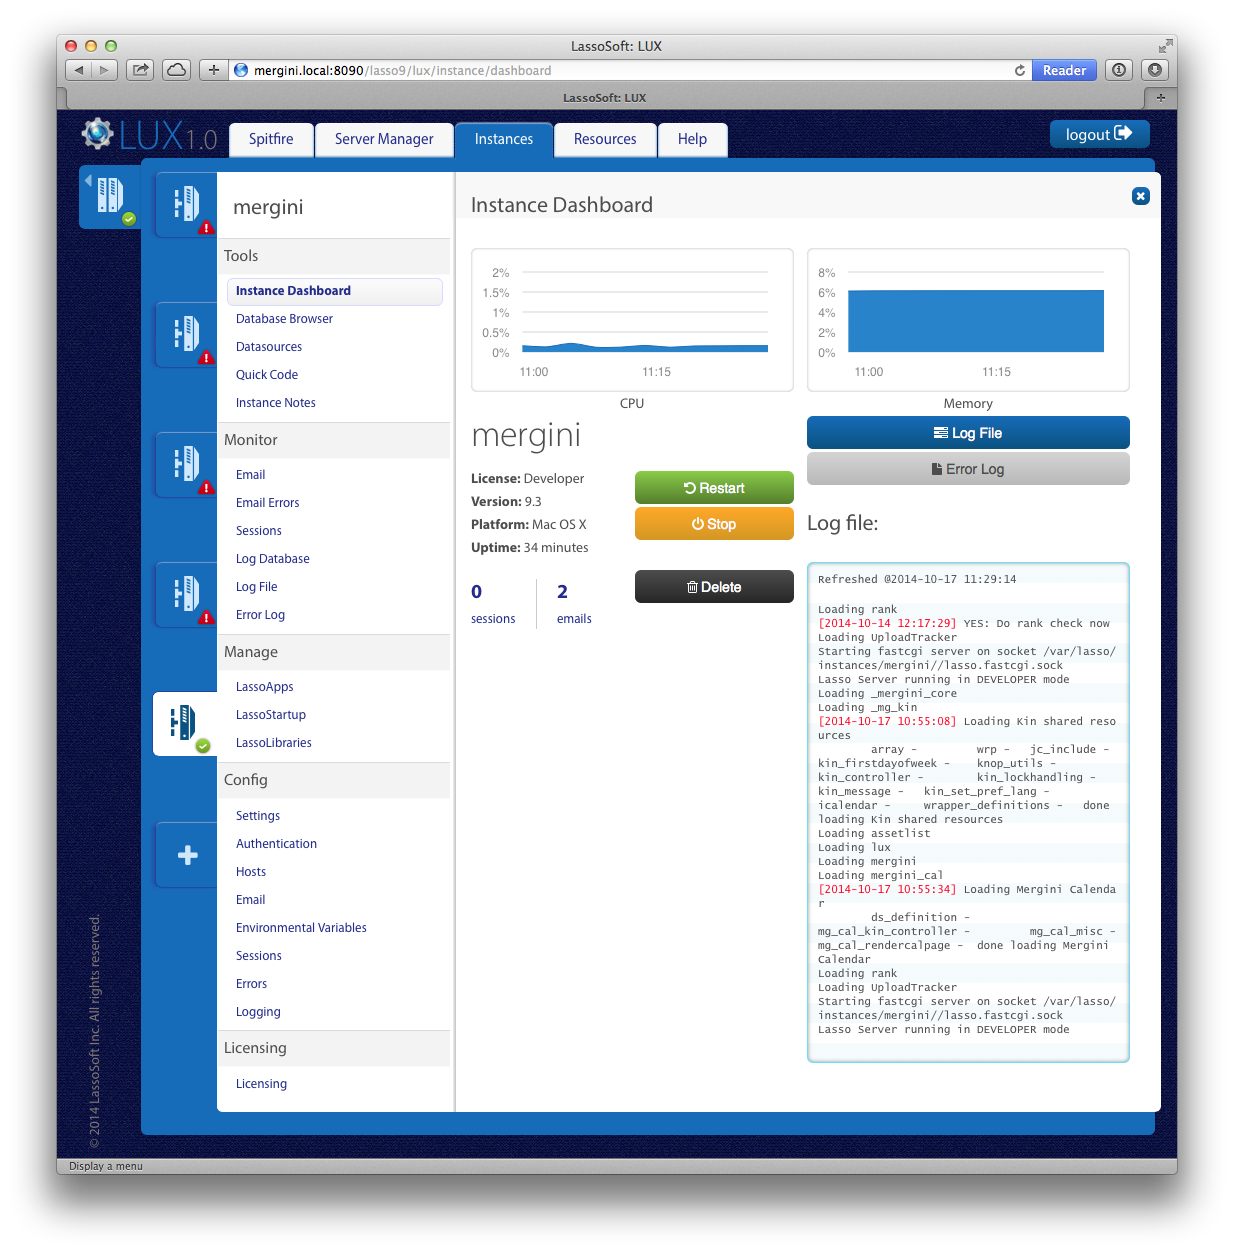 LassoSoft: LUX
mergini.local:8090/lasso9/lux/instance/dashboard
Reader
LassoSoft: LUX
LUX 1.0
Spitfire
Server Manager
Instances
Resources
Help
logout
mergini
Tools
Instance Dashboard
Database Browser
Datasources
Quick Code
Instance Notes
Monitor
Email
Email Errors
Sessions
Log Database
Log File
Error Log
Manage
LassoApps
LassoStartup
LassoLibraries
Config
Settings
Authentication
Hosts
Email
Environmental Variables
Sessions
Errors
Logging
Licensing
Licensing
Instance Dashboard
2%
1.5%
1%
0.5%
0%
11:00
11:15
CPU
8%
6%
4%
2%
0%
11:00
11:15
Memory
mergini
License: Developer
Version: 9.3
Platform: Mac OS X
Uptime: 34 minutes
0
sessions
2
emails
Restart
Stop
Delete
Log File
Error Log
Log file:
Refreshed @2014-10-17 11:29:14
Loading rank
[2014-10-14 12:17:29] YES: Do rank check now
Loading UploadTracker
Starting fastcgi server on socket /var/lasso/
instances/mergini//lasso.fastcgi.sock
Lasso Server running in DEVELOPER mode
Loading _mergini_core
Loading _mg_kin
[2014-10-17 10:55:08] Loading Kin shared reso
urces
array - wrp - jc_include -
kin_firstdayofweek - knop_utils -
kin_controller - kin_lockhandling -
kin_message - kin_set_pref_lang -
icalendar - wrapper_definitions - done
loading Kin shared resources
Loading assetlist
Loading lux
Loading mergini
Loading mergini_cal
[2014-10-17 10:55:34] Loading Mergini Calenda
r
ds_definition -
mg_cal_kin_controller - mg_cal_misc -
mg_cal_rendercalpage - done loading Mergini
Calendar
Loading rank
Loading UploadTracker
Starting fastcgi server on socket /var/lasso/
instances/mergini//lasso.fastcgi.sock
Lasso Server running in DEVELOPER mode
© 2014 LassoSoft Inc. All rights reserved.
Display a menu